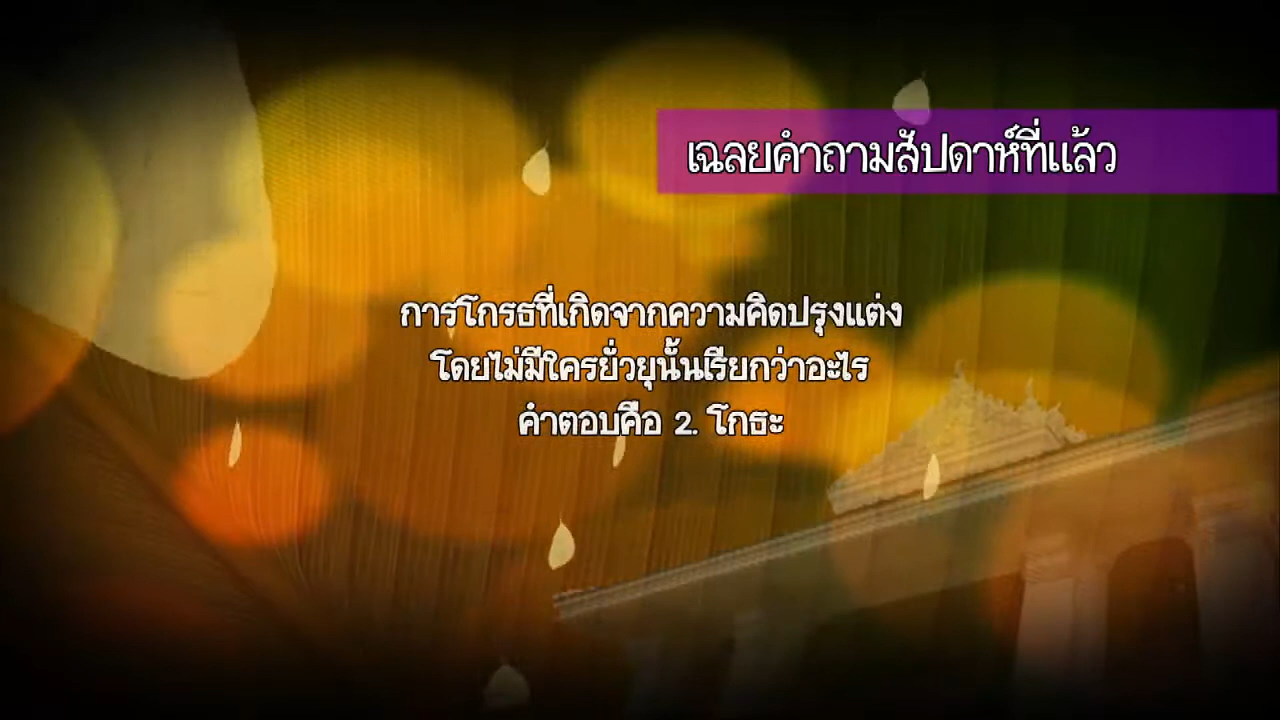 เฉลยคำถามสัปดาห์ที่แล้ว
การโกรธที่เกิดจากความคิดปรุงแต่ง
โดยไม่มีใครยั่วยุนั้นเรียกว่าอะไร
คำตอบคือ 2. โกธะ